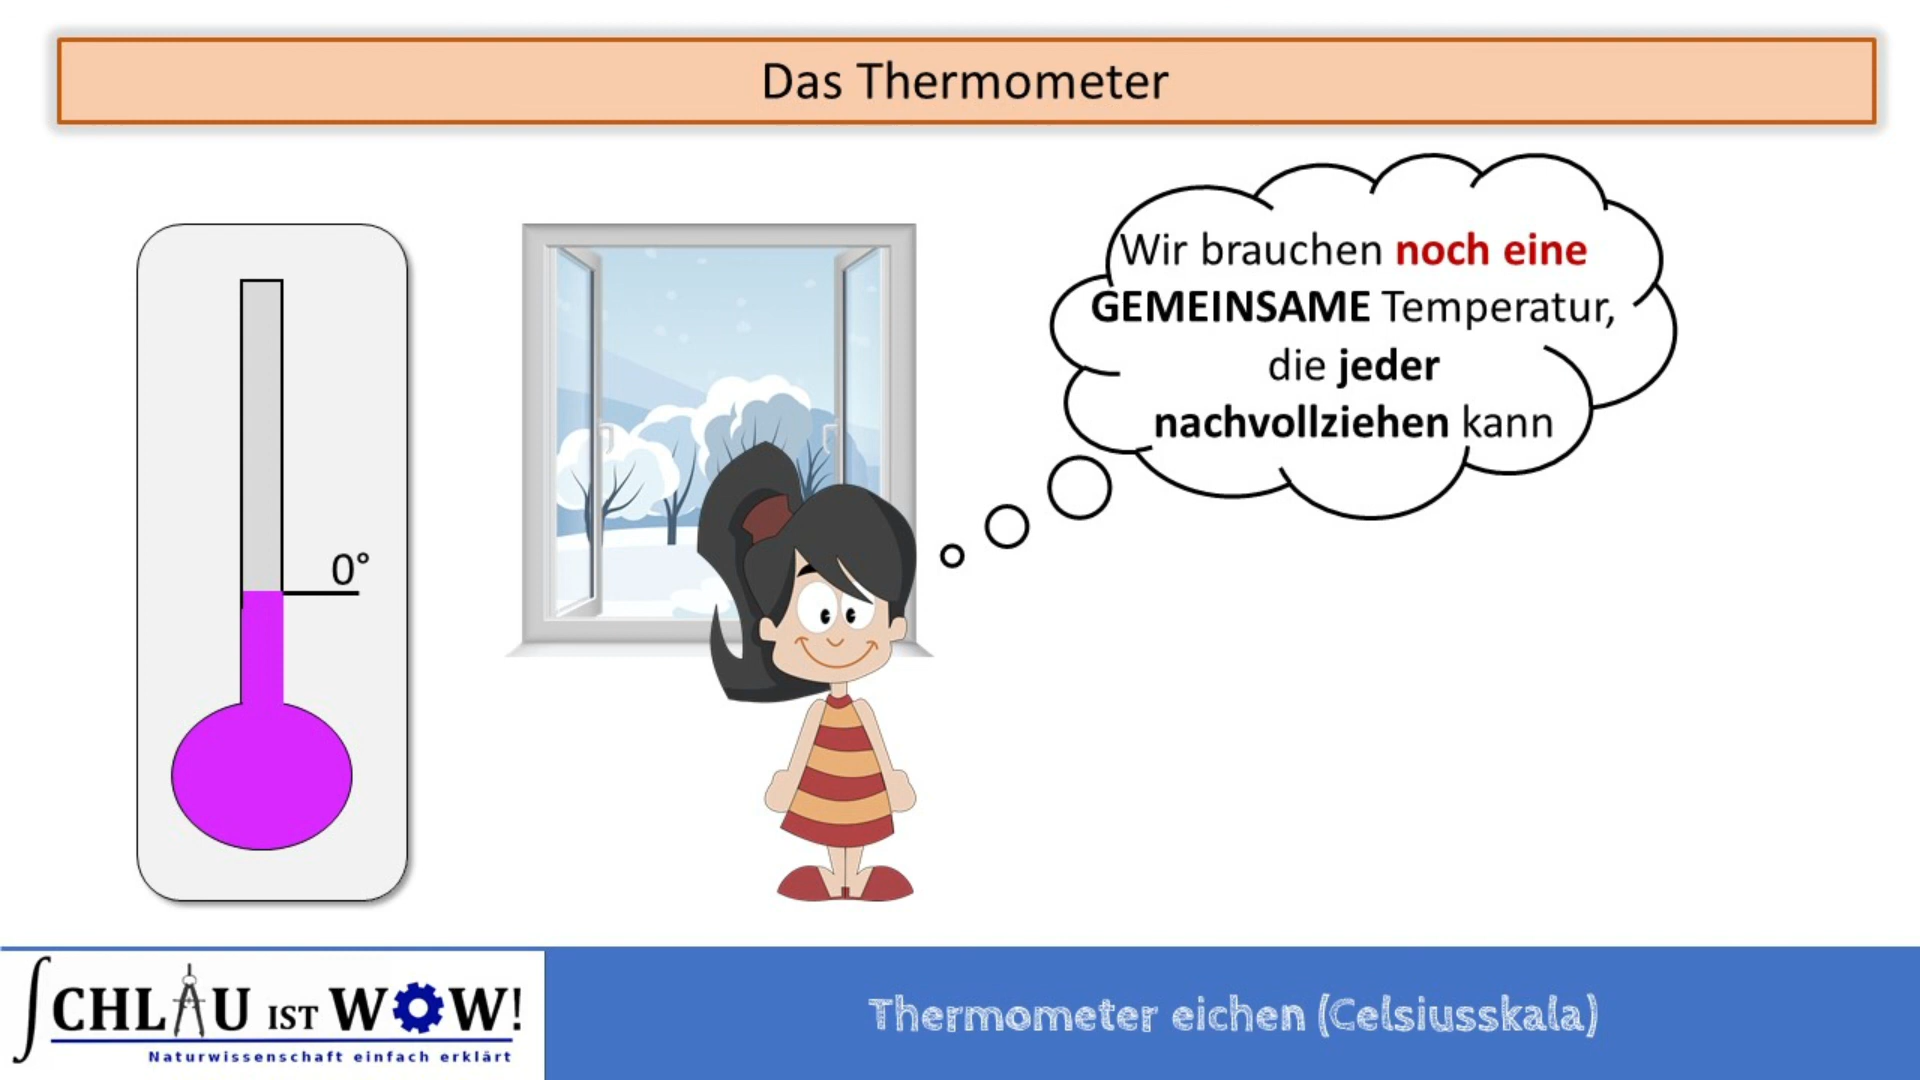 Das Thermometer
Wir brauchen noch eine
GEMEINSAME Temperatur,
die jeder
nachvollziehen kann
0°
SCHLAU IST WOW!
Naturwissenschaft einfach erklärt
Thermometer eichen (Celsiusskala)